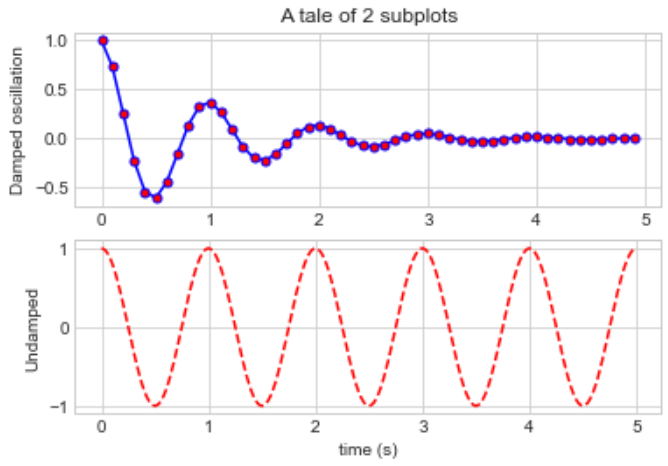 A tale of 2 subplots
Damped oscillation
1.0
0.5
0.0
−0.5
0 1 2 3 4 5
Undamped
1
0
−1
0 1 2 3 4 5
time (s)